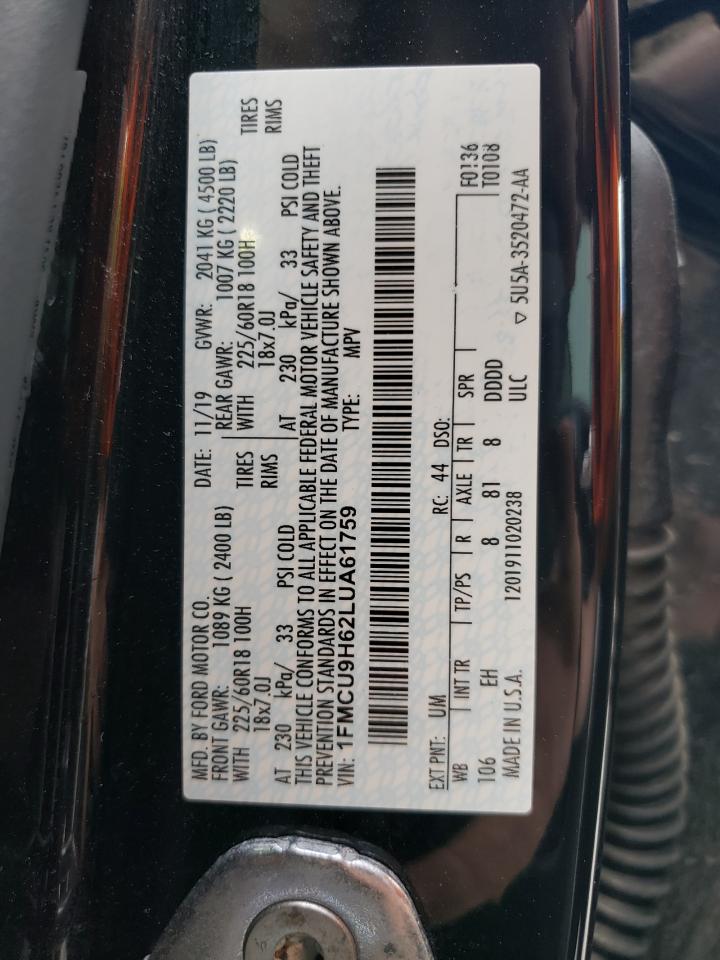 MFD. BY FORD MOTOR CO.
DATE: 11/19 GVWR: 2041 KG ( 4500 LB)
FRONT GAWR: 1089 KG ( 2400 LB)
REAR GAWR: 1007 KG ( 2220 LB)
WITH 225/60R18 100H TIRES
WITH 225/60R18 100H TIRES
18x7.0J RIMS
18x7.0J RIMS
AT 230 kPa/ 33 PSI COLD
AT 230 kPa/ 33 PSI COLD
THIS VEHICLE CONFORMS TO ALL APPLICABLE FEDERAL MOTOR VEHICLE SAFETY AND THEFT
PREVENTION STANDARDS IN EFFECT ON THE DATE OF MANUFACTURE SHOWN ABOVE.
VIN: 1FMCU9H62LUA61759 TYPE: MPV
EXT PNT: UM RC: 44 DSO:
WB INT TR TP/PS R AXLE TR SPR F0136
T0108
106 EH 8 81 8 DDDD
MADE IN U.S.A. 1201911020238 ULC ▽ 5U5A-3520472-AA